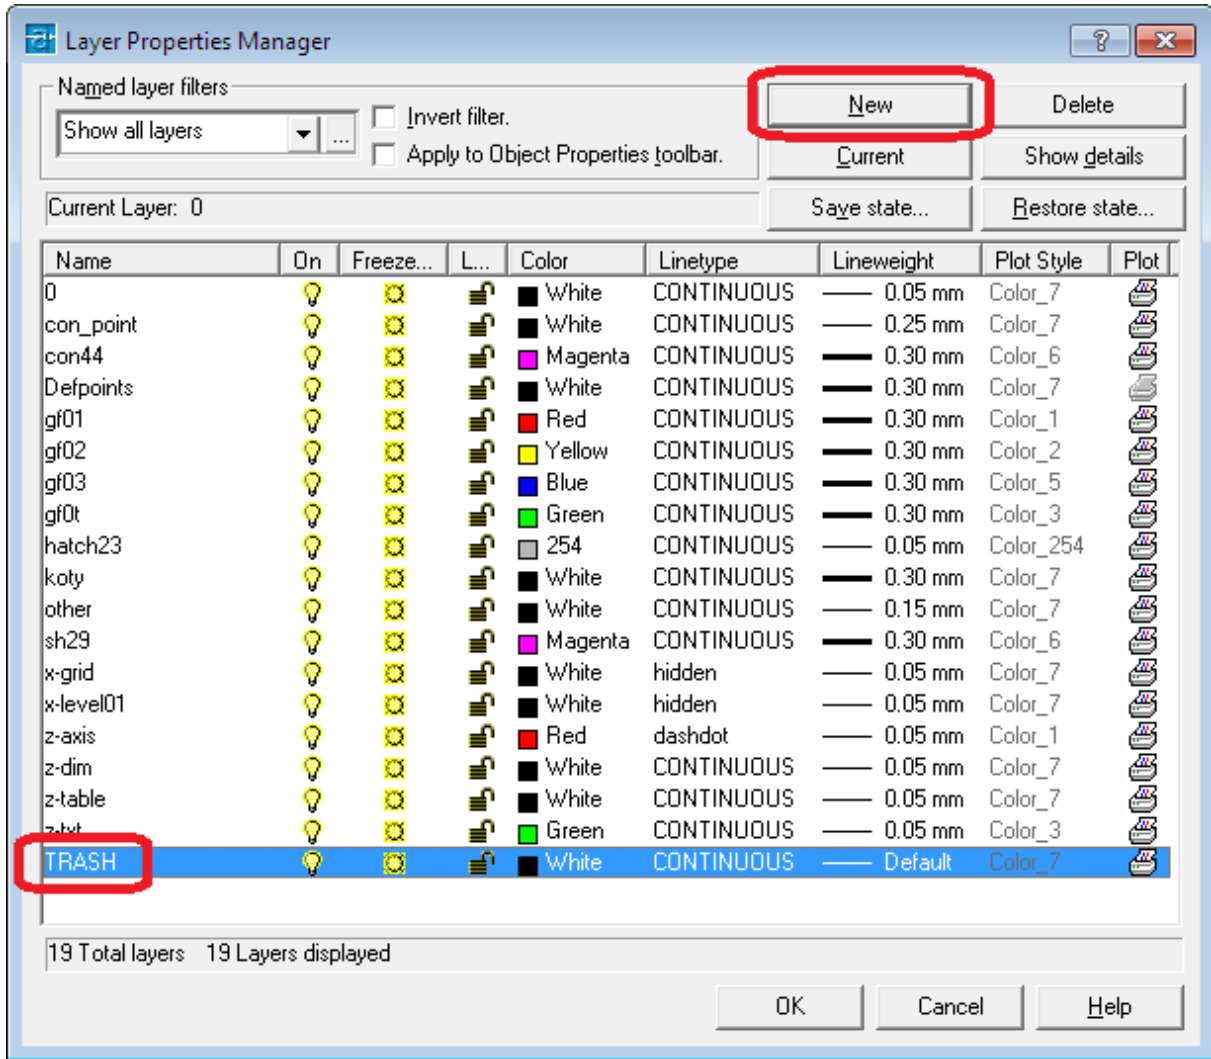 Layer Properties Manager
Named layer filters
Show all layers
...
Invert filter.
Apply to Object Properties toolbar.
New
Delete
Current
Show details
Current Layer: 0
Save state...
Restore state...
Name On Freeze... L... Color Linetype Lineweight Plot Style Plot
0 White CONTINUOUS 0.05 mm Color_7
con_point White CONTINUOUS 0.25 mm Color_7
con44 Magenta CONTINUOUS 0.30 mm Color_6
Defpoints White CONTINUOUS 0.30 mm Color_7
gf01 Red CONTINUOUS 0.30 mm Color_1
gf02 Yellow CONTINUOUS 0.30 mm Color_2
gf03 Blue CONTINUOUS 0.30 mm Color_5
gf0t Green CONTINUOUS 0.30 mm Color_3
hatch23 254 CONTINUOUS 0.05 mm Color_254
koty White CONTINUOUS 0.30 mm Color_7
other White CONTINUOUS 0.15 mm Color_7
sh29 Magenta CONTINUOUS 0.30 mm Color_6
x-grid White hidden 0.05 mm Color_7
x-level01 White hidden 0.05 mm Color_7
z-axis Red dashdot 0.05 mm Color_1
z-dim White CONTINUOUS 0.05 mm Color_7
z-table White CONTINUOUS 0.05 mm Color_7
z-txt Green CONTINUOUS 0.05 mm Color_3
TRASH White CONTINUOUS Default Color_7
19 Total layers 19 Layers displayed
OK Cancel Help